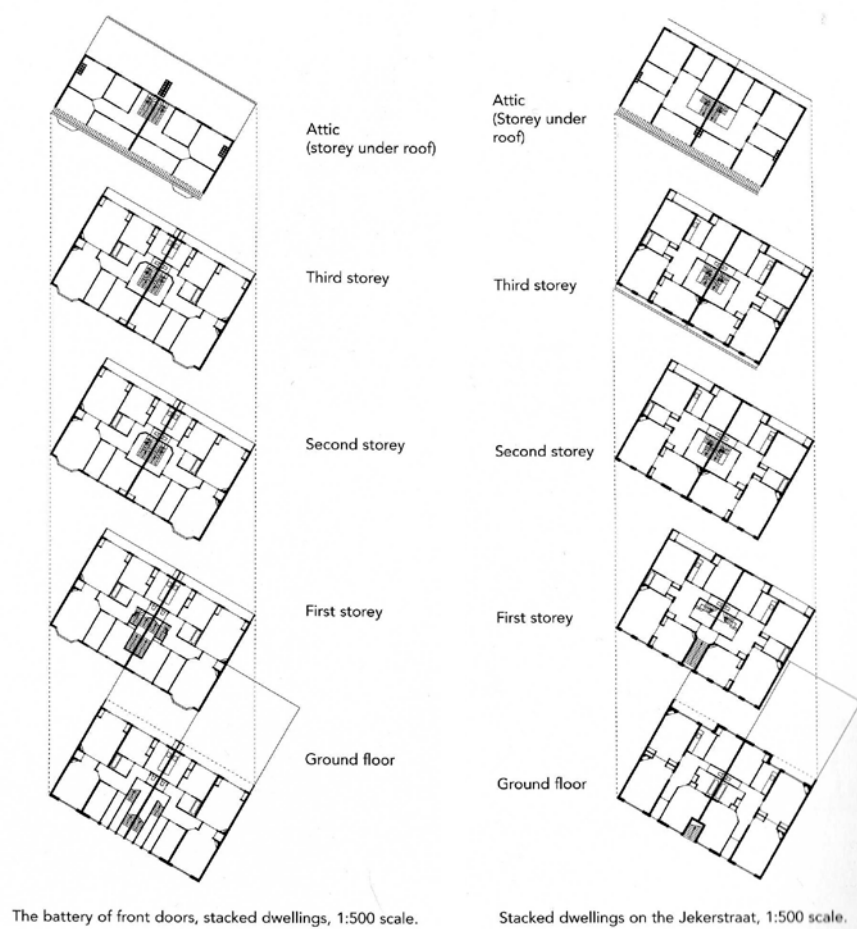 Attic
(storey under roof)
Third storey
Second storey
First storey
Ground floor
The battery of front doors, stacked dwellings, 1:500 scale.
Attic
(Storey under
roof)
Third storey
Second storey
First storey
Ground floor
Stacked dwellings on the Jekerstraat, 1:500 scale.